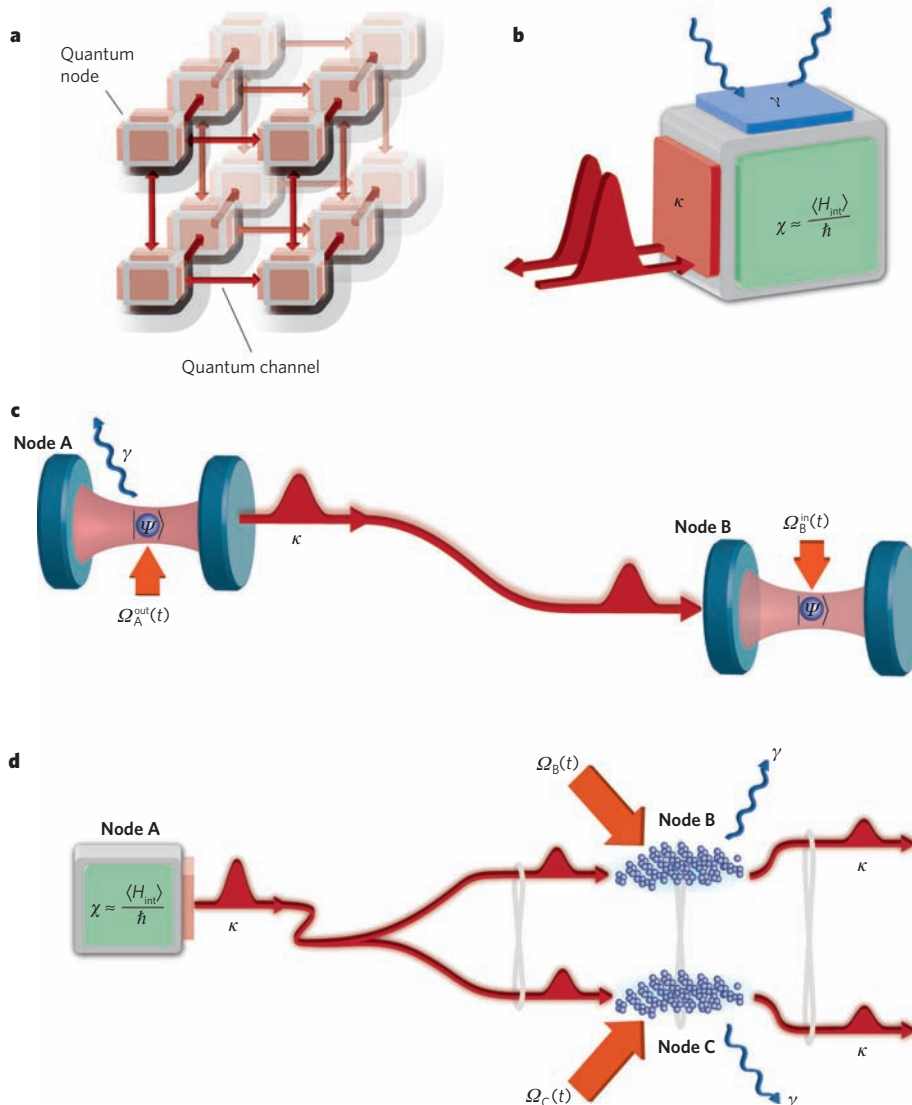 a
Quantum
node
Quantum channel
b
γ
κ
χ ≈ ⟨H_int⟩/ħ
c
Node A
γ
|Ψ⟩
Ω_A^out(t)
κ
Node B
Ω_B^in(t)
|Ψ⟩
d
Node A
χ ≈ ⟨H_int⟩/ħ
κ
Ω_B(t)
Node B
γ
κ
Node C
Ω_C(t)
γ
κ